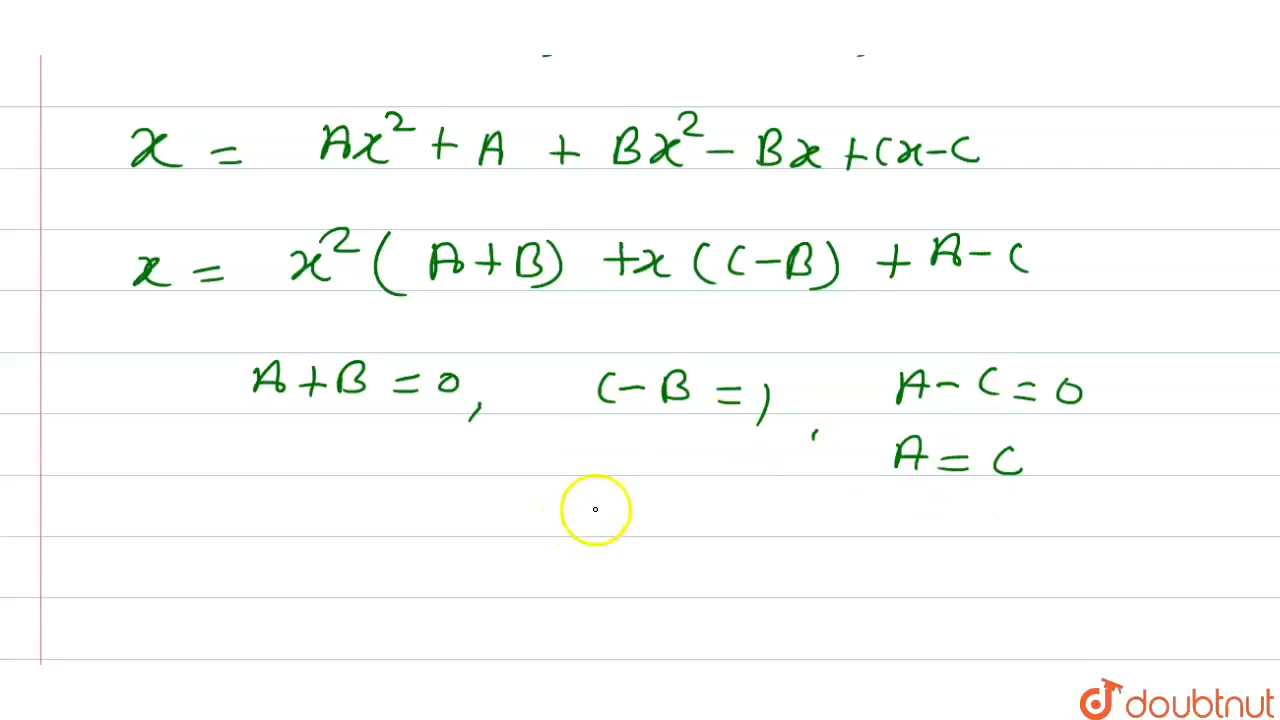 x = Ax² + A + Bx² - Bx + Cx - C
x = x² ( A + B ) + x ( C - B ) + A - C
A + B = 0, C - B = 1, A - C = 0
A = C
doubtnut